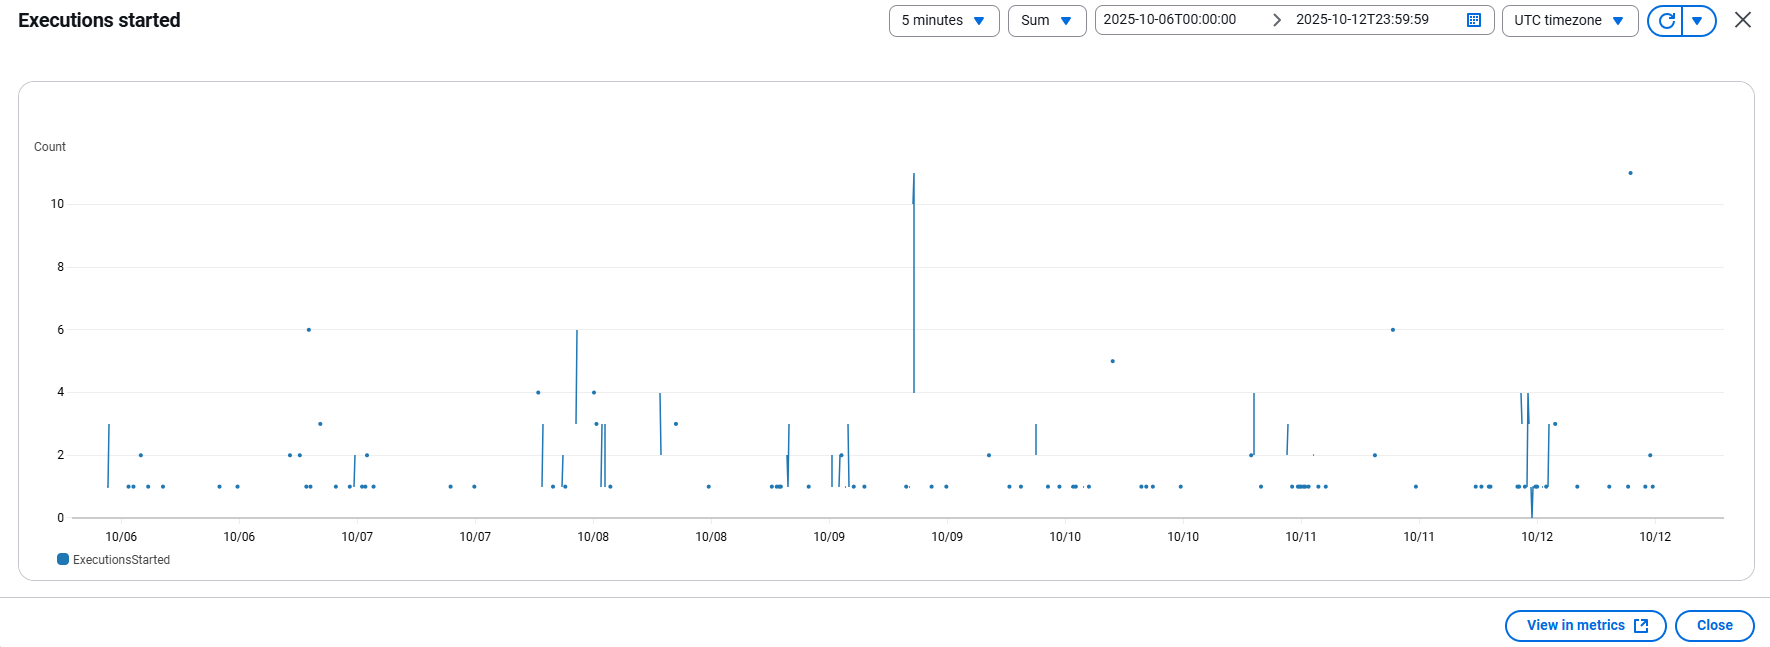 Executions started
5 minutes
Sum
2025-10-06T00:00:00
2025-10-12T23:59:59
UTC timezone
Count
10
8
6
4
2
0
10/06 10/06 10/07 10/07 10/08 10/08 10/09 10/09 10/10 10/10 10/11 10/11 10/12 10/12
ExecutionsStarted
View in metrics
Close